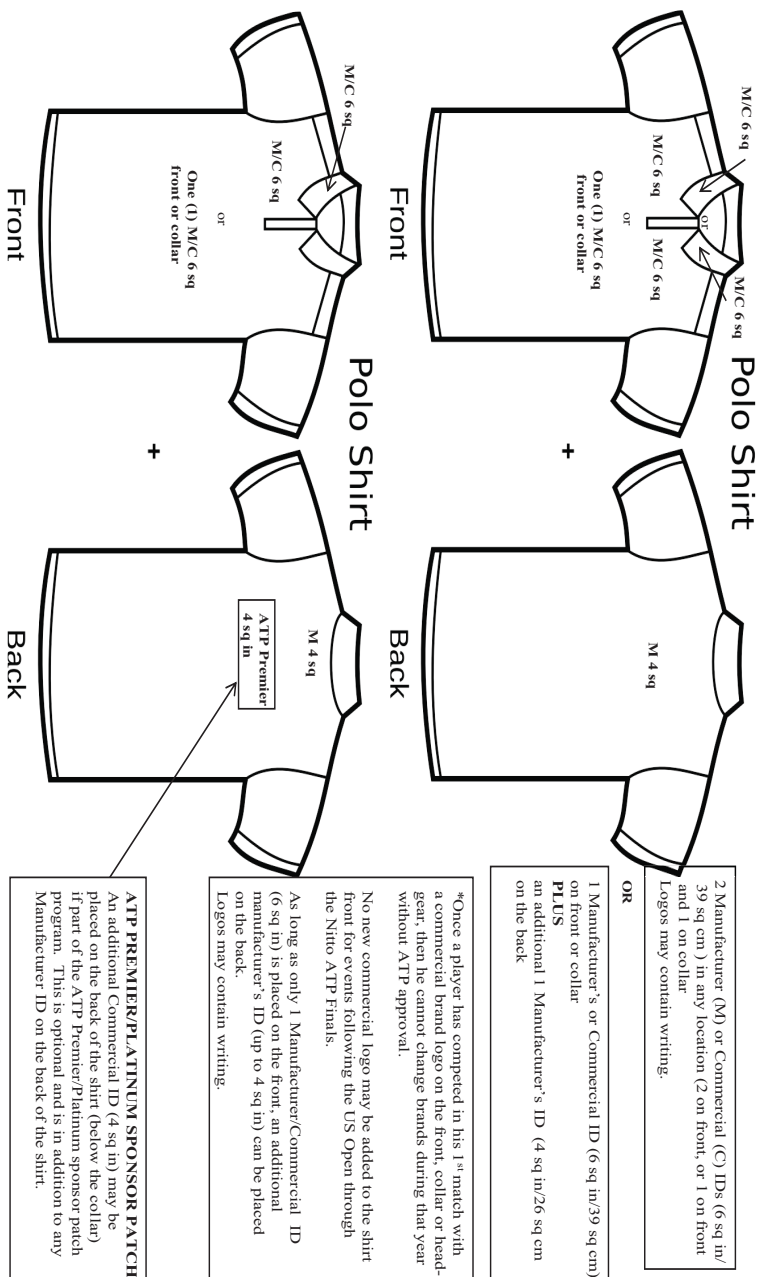 Polo Shirt
M/C 6 sq
M/C 6 sq
or
M/C 6 sq
M/C 6 sq
or
One (1) M/C 6 sq
front or collar
Front
+
M 4 sq
Back
2 Manufacturer (M) or Commercial (C) IDs (6 sq in/
39 sq cm ) in any location (2 on front, or 1 on front
and 1 on collar
Logos may contain writing.
OR
1 Manufacturer's or Commercial ID (6 sq in/39 sq cm)
on front or collar
PLUS
an additional 1 Manufacturer's ID (4 sq in/26 sq cm
on the back
Polo Shirt
M/C 6 sq
M/C 6 sq
or
One (1) M/C 6 sq
front or collar
Front
+
M 4 sq
ATP Premier
4 sq in
Back
*Once a player has competed in his 1st match with
a commercial brand logo on the front, collar or head-
gear, then he cannot change brands during that year
without ATP approval.
No new commercial logo may be added to the shirt
front for events following the US Open through
the Nitto ATP Finals.
As long as only 1 Manufacturer/Commercial ID
(6 sq in) is placed on the front, an additional
manufacturer's ID (up to 4 sq in) can be placed
on the back.
Logos may contain writing.
ATP PREMIER/PLATINUM SPONSOR PATCH
An additional Commercial ID (4 sq in) may be
placed on the back of the shirt (below the collar)
if part of the ATP Premier/Platinum sponsor patch
program. This is optional and is in addition to any
Manufacturer ID on the back of the shirt.